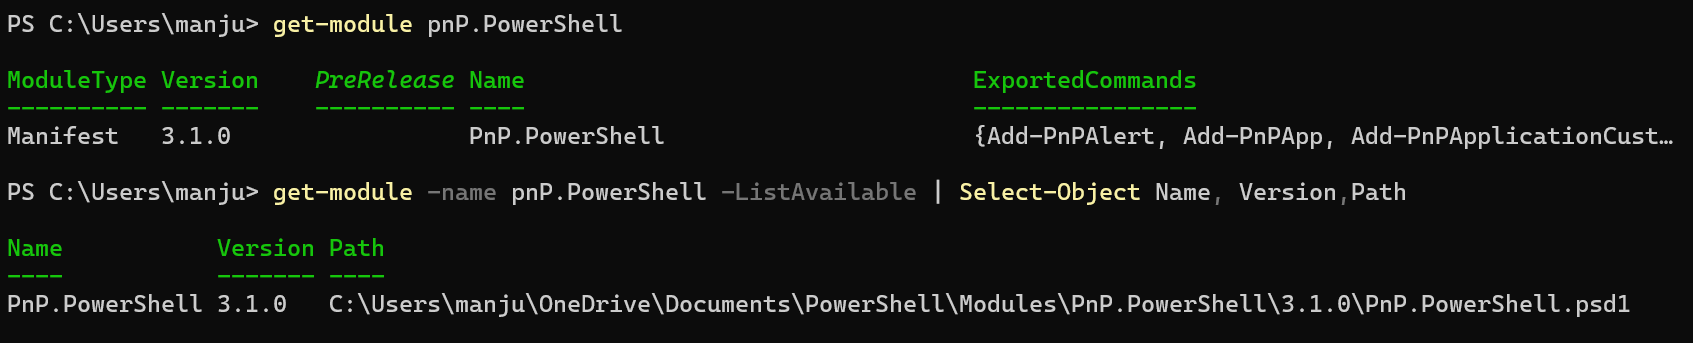 PS C:\Users\manju> get-module pnP.PowerShell
ModuleType Version    PreRelease Name                                ExportedCommands
---------- -------    ---------- ----                                ----------------
Manifest   3.1.0                 PnP.PowerShell                      {Add-PnPAlert, Add-PnPApp, Add-PnPApplicationCust…
PS C:\Users\manju> get-module -name pnP.PowerShell -ListAvailable | Select-Object Name, Version,Path
Name           Version Path
----           ------- ----
PnP.PowerShell 3.1.0   C:\Users\manju\OneDrive\Documents\PowerShell\Modules\PnP.PowerShell\3.1.0\PnP.PowerShell.psd1